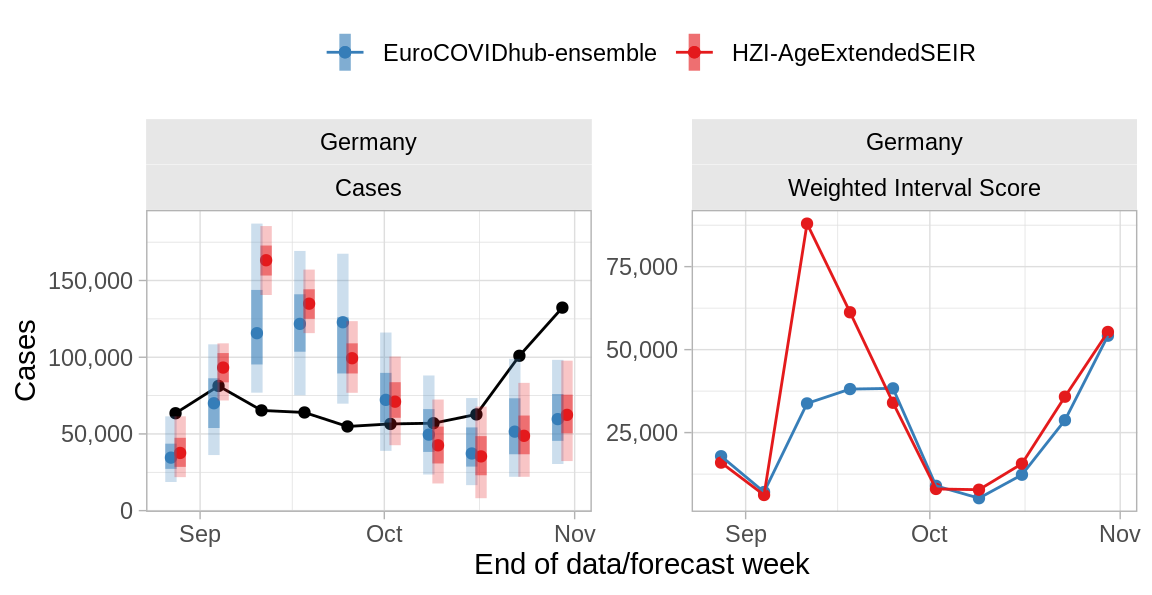 EuroCOVIDhub-ensemble HZI-AgeExtendedSEIR
Germany
Cases
Cases
150,000
100,000
50,000
0
Sep Oct Nov
Germany
Weighted Interval Score
75,000
50,000
25,000
Sep Oct Nov
End of data/forecast week